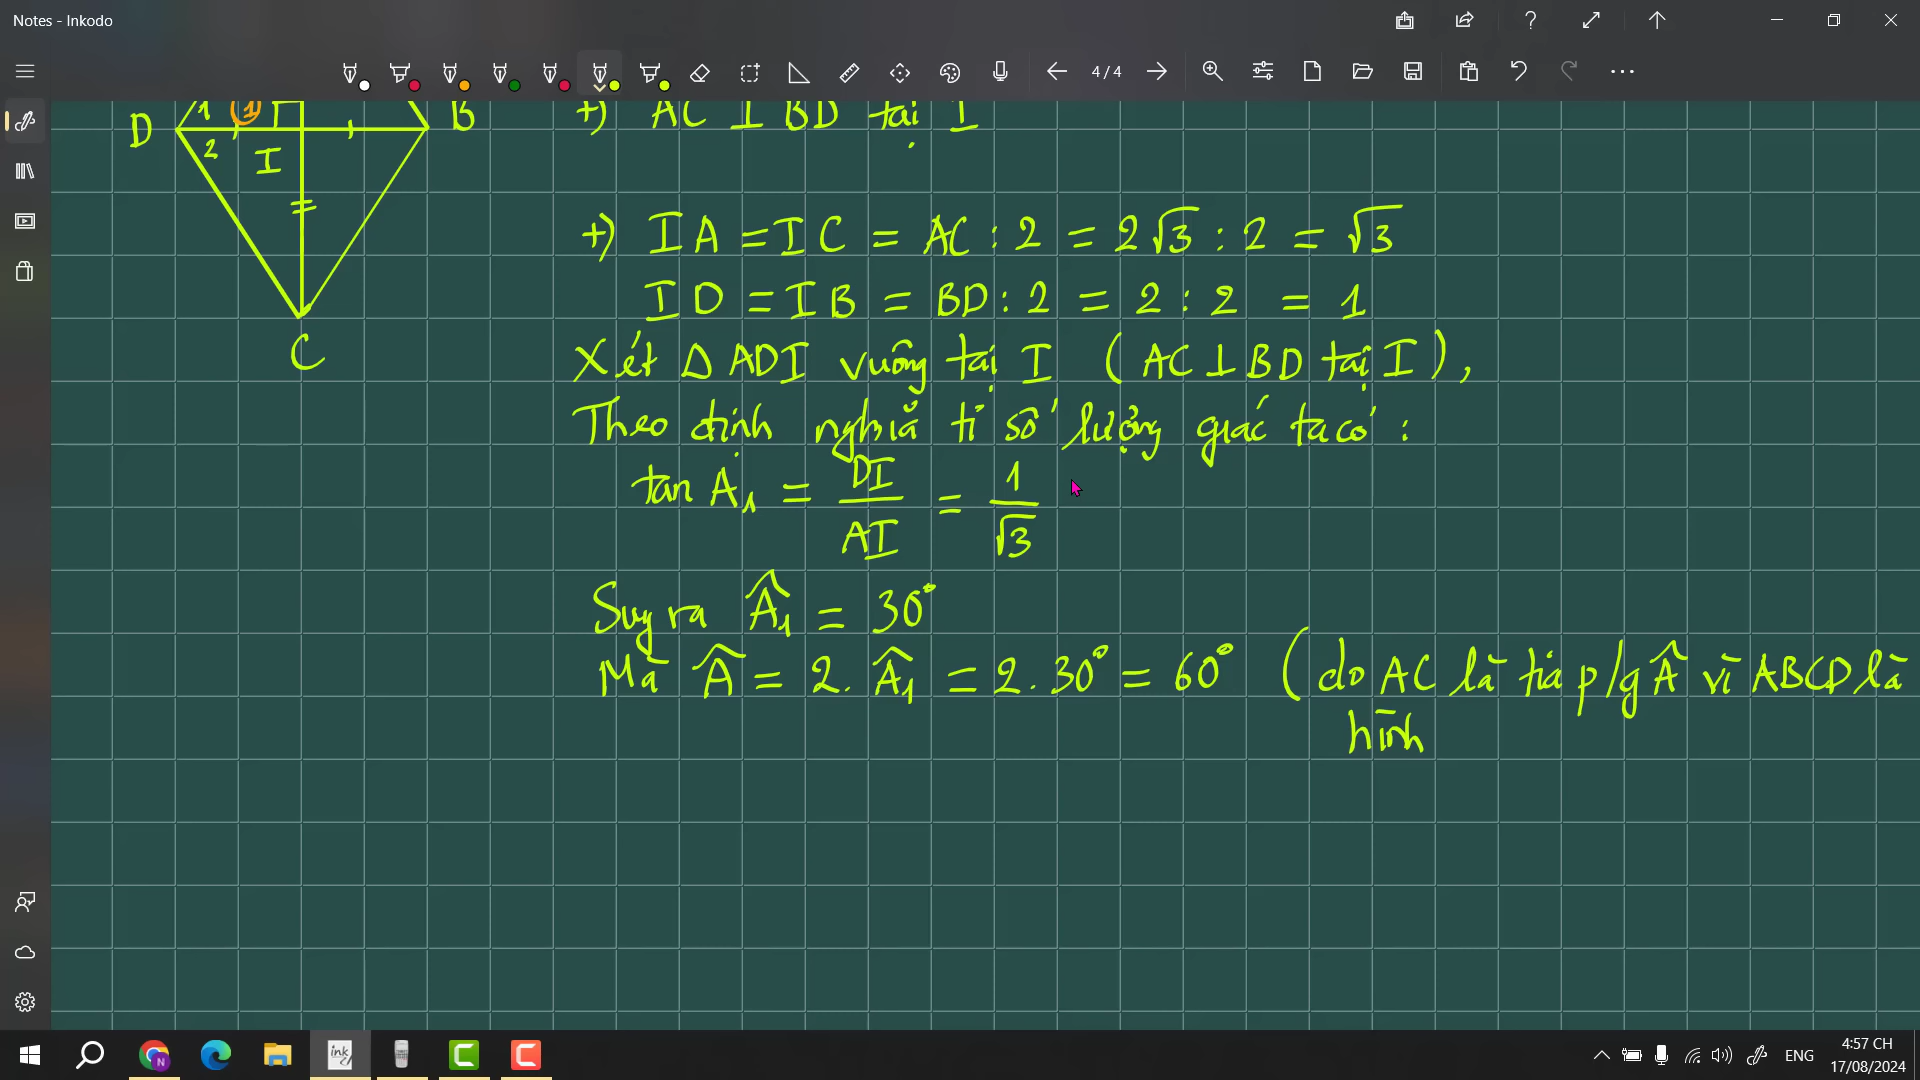 Notes - Inkodo
4 / 4
D 1 1 B
2 I
C
+) AC ⊥ BD tại I
+) IA = IC = AC : 2 = 2√3 : 2 = √3
ID = IB = BD : 2 = 2 : 2 = 1
Xét Δ ADI vuông tại I (AC ⊥ BD tại I),
Theo định nghĩa tỉ số lượng giác ta có :
tan A₁ = DI/AI = 1/√3
Suy ra Â₁ = 30°
Mà Â = 2. Â₁ = 2. 30° = 60° (do AC là tia p/g Â vì ABCD là
hình
ENG
4:57 CH
17/08/2024